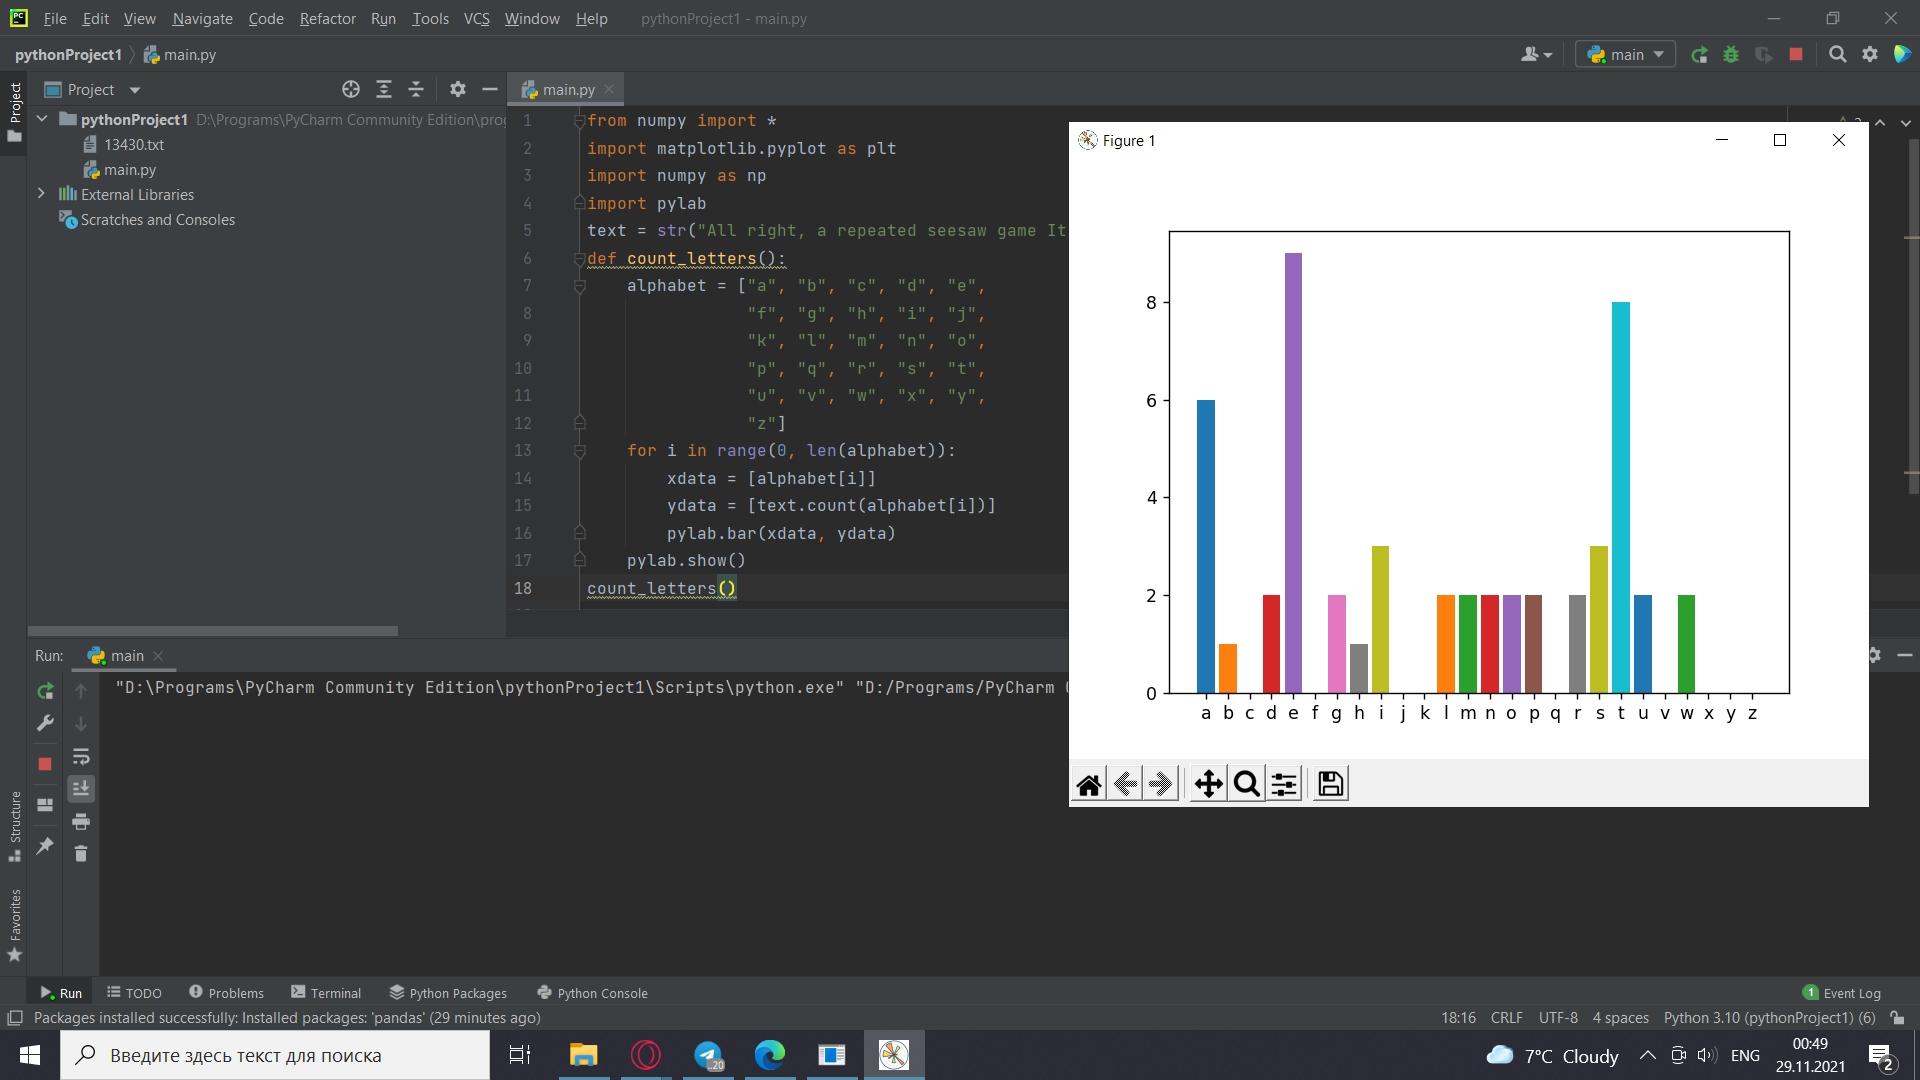 File Edit View Navigate Code Refactor Run Tools VCS Window Help pythonProject1 - main.py
pythonProject1 main.py
main
Project
Project
main.py
pythonProject1 D:\Programs\PyCharm Community Edition\pro
13430.txt
main.py
External Libraries
Scratches and Consoles
1 from numpy import *
2 import matplotlib.pyplot as plt
3 import numpy as np
4 import pylab
5 text = str("All right, a repeated seesaw game It
6 def count_letters():
7 alphabet = ["a", "b", "c", "d", "e",
8 "f", "g", "h", "i", "j",
9 "k", "l", "m", "n", "o",
10 "p", "q", "r", "s", "t",
11 "u", "v", "w", "x", "y",
12 "z"]
13 for i in range(0, len(alphabet)):
14 xdata = [alphabet[i]]
15 ydata = [text.count(alphabet[i])]
16 pylab.bar(xdata, ydata)
17 pylab.show()
18 count_letters()
Figure 1
8
6
4
2
0
a b c d e f g h i j k l m n o p q r s t u v w x y z
Run: main
"D:\Programs\PyCharm Community Edition\pythonProject1\Scripts\python.exe" "D:/Programs/PyCharm
Structure
Favorites
Run TODO Problems Terminal Python Packages Python Console 1 Event Log
Packages installed successfully: Installed packages: 'pandas' (29 minutes ago) 18:16 CRLF UTF-8 4 spaces Python 3.10 (pythonProject1) (6)
Введите здесь текст для поиска
..20
7°C Cloudy
ENG
00:49
29.11.2021
2